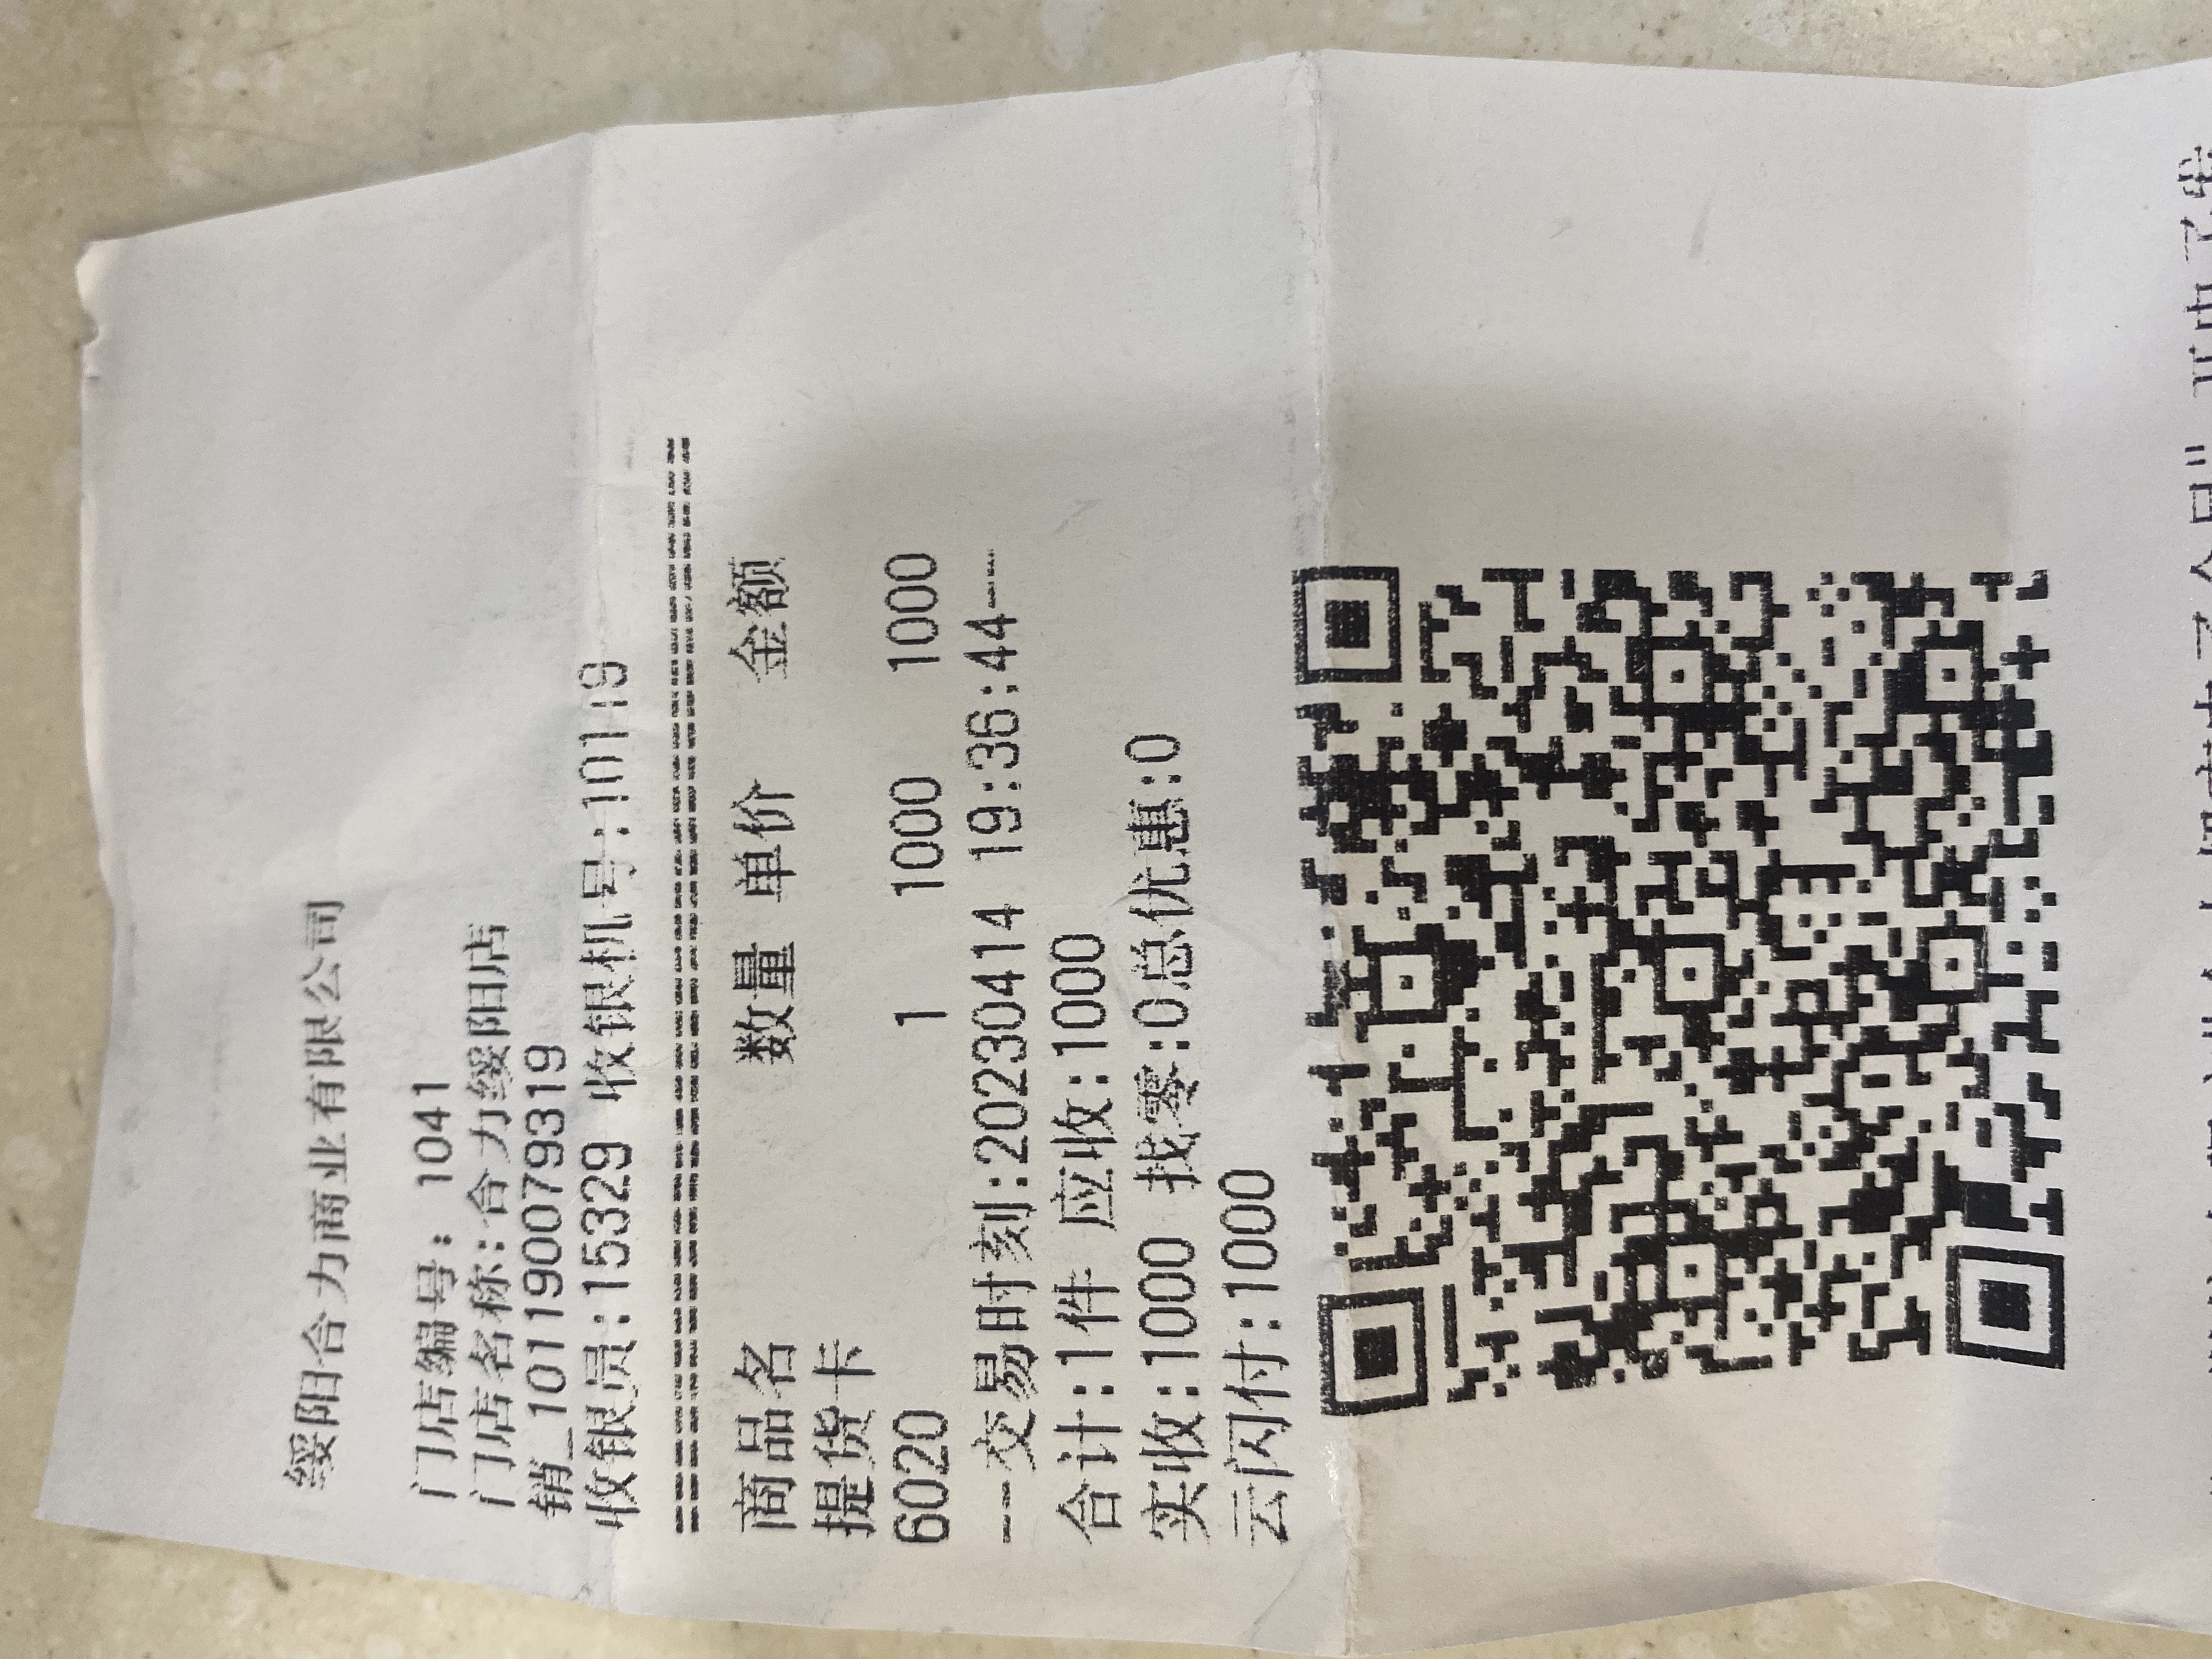 绥阳合力商业有限公司
门店编号： 1041
门店名称:合力绥阳店
销_101190079319
收银员:15329 收银机号:10119
================================
商品名 数量 单价 金额
提货卡
6020 1 1000 1000
--交易时刻:20230414 19:36:44--
合计:1件 应收:1000
实收:1000 找零:0总优惠:0
云闪付:1000